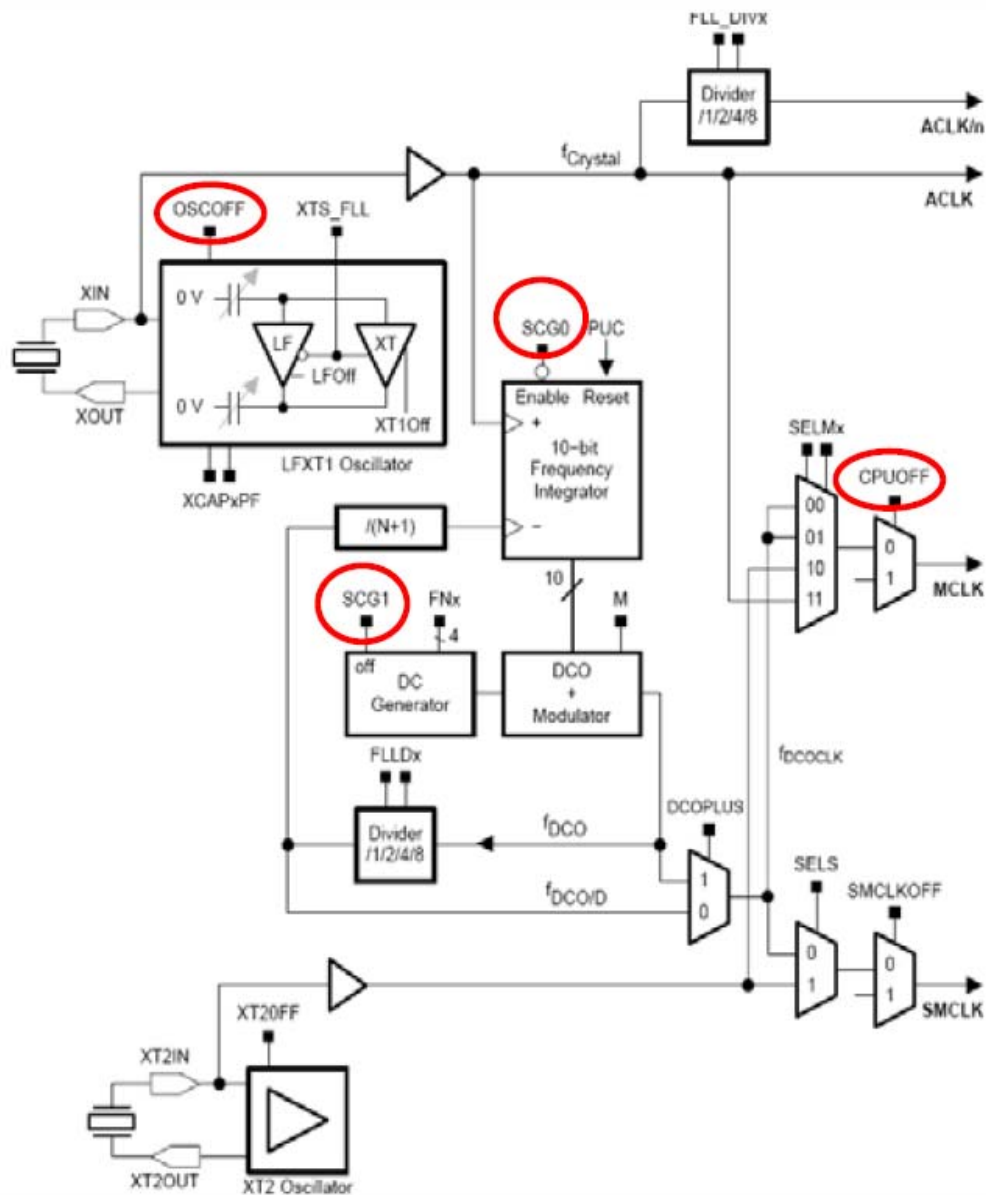 FLL_DIVx
Divider
/1/2/4/8
ACLK/n
fCrystal
ACLK
OSCOFF
XTS_FLL
XIN
0 V
LF
XT
LFOff
XOUT
0 V
XT1Off
LFXT1 Oscillator
XCAPxPF
SCG0
PUC
Enable Reset
+
10-bit
Frequency
Integrator
–
/(N+1)
10
SELMx
CPUOFF
00
01
10
11
0
1
MCLK
SCG1
FNx
4
M
off
DC
Generator
DCO
+
Modulator
fDCOCLK
FLLDx
Divider
/1/2/4/8
fDCO
fDCO/D
DCOPLUS
1
0
SELS
SMCLKOFF
0
1
0
1
SMCLK
XT20FF
XT2IN
XT2OUT
XT2 Oscillator